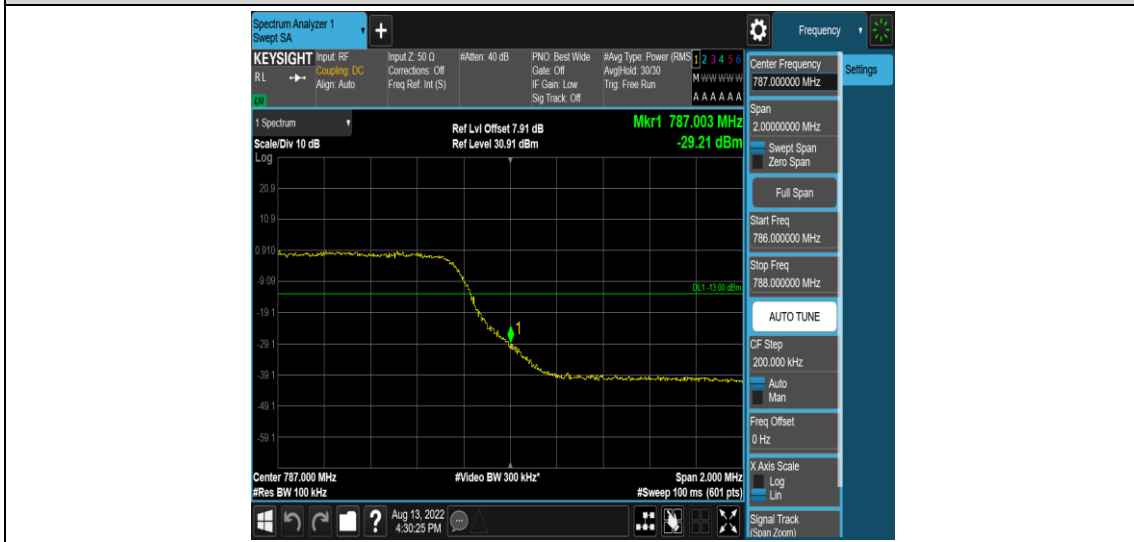 Spectrum Analyzer 1
Swept SA
+
Frequency
KEYSIGHT
RL
LXI
Input: RF
Coupling: DC
Align: Auto
Input Z: 50 Ω
Corrections: Off
Freq Ref: Int (S)
#Atten: 40 dB
PNO: Best Wide
Gate: Off
IF Gain: Low
Sig Track: Off
#Avg Type: Power (RMS
Avg|Hold: 30/30
Trig: Free Run
1 2 3 4 5 6
M W W W W W
A A A A A A
1 Spectrum
Scale/Div 10 dB
Log
Ref Lvl Offset 7.91 dB
Ref Level 30.91 dBm
Mkr1 787.003 MHz
-29.21 dBm
20.9
10.9
0.910
-9.09
-19.1
-29.1
-39.1
-49.1
-59.1
DL1 -13.00 dBm
1
Center 787.000 MHz
#Res BW 100 kHz
#Video BW 300 kHz*
Span 2.000 MHz
#Sweep 100 ms (601 pts)
Center Frequency
787.000000 MHz
Span
2.00000000 MHz
Swept Span
Zero Span
Full Span
Start Freq
786.000000 MHz
Stop Freq
788.000000 MHz
AUTO TUNE
CF Step
200.000 kHz
Auto
Man
Freq Offset
0 Hz
X Axis Scale
Log
Lin
Signal Track
(Span Zoom)
Settings
?
Aug 13, 2022
4:30:25 PM